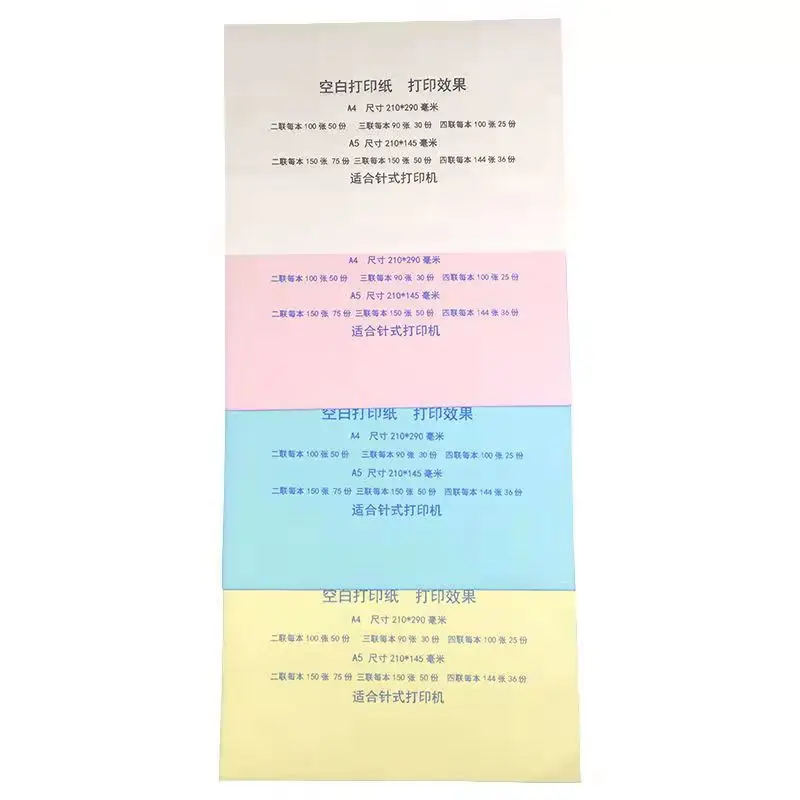 空白打印纸 打印效果
A4 尺寸 210*290 毫米
二联每本 100 张 50 份 三联每本 90 张 30 份 四联每本 100 张 25 份
A5 尺寸 210*145 毫米
二联每本 150 张 75 份 三联每本 150 张 50 份 四联每本 144 张 36 份
适合针式打印机
A4 尺寸 210*290 毫米
二联每本 100 张 50 份 三联每本 90 张 30 份 四联每本 100 张 25 份
A5 尺寸 210*145 毫米
二联每本 150 张 75 份 三联每本 150 张 50 份 四联每本 144 张 36 份
适合针式打印机
空白打印纸 打印效果
A4 尺寸 210*290 毫米
二联每本 100 张 50 份 三联每本 90 张 30 份 四联每本 100 张 25 份
A5 尺寸 210*145 毫米
二联每本 150 张 75 份 三联每本 150 张 50 份 四联每本 144 张 36 份
适合针式打印机
空白打印纸 打印效果
A4 尺寸 210*290 毫米
二联每本 100 张 50 份 三联每本 90 张 30 份 四联每本 100 张 25 份
A5 尺寸 210*145 毫米
二联每本 150 张 75 份 三联每本 150 张 50 份 四联每本 144 张 36 份
适合针式打印机